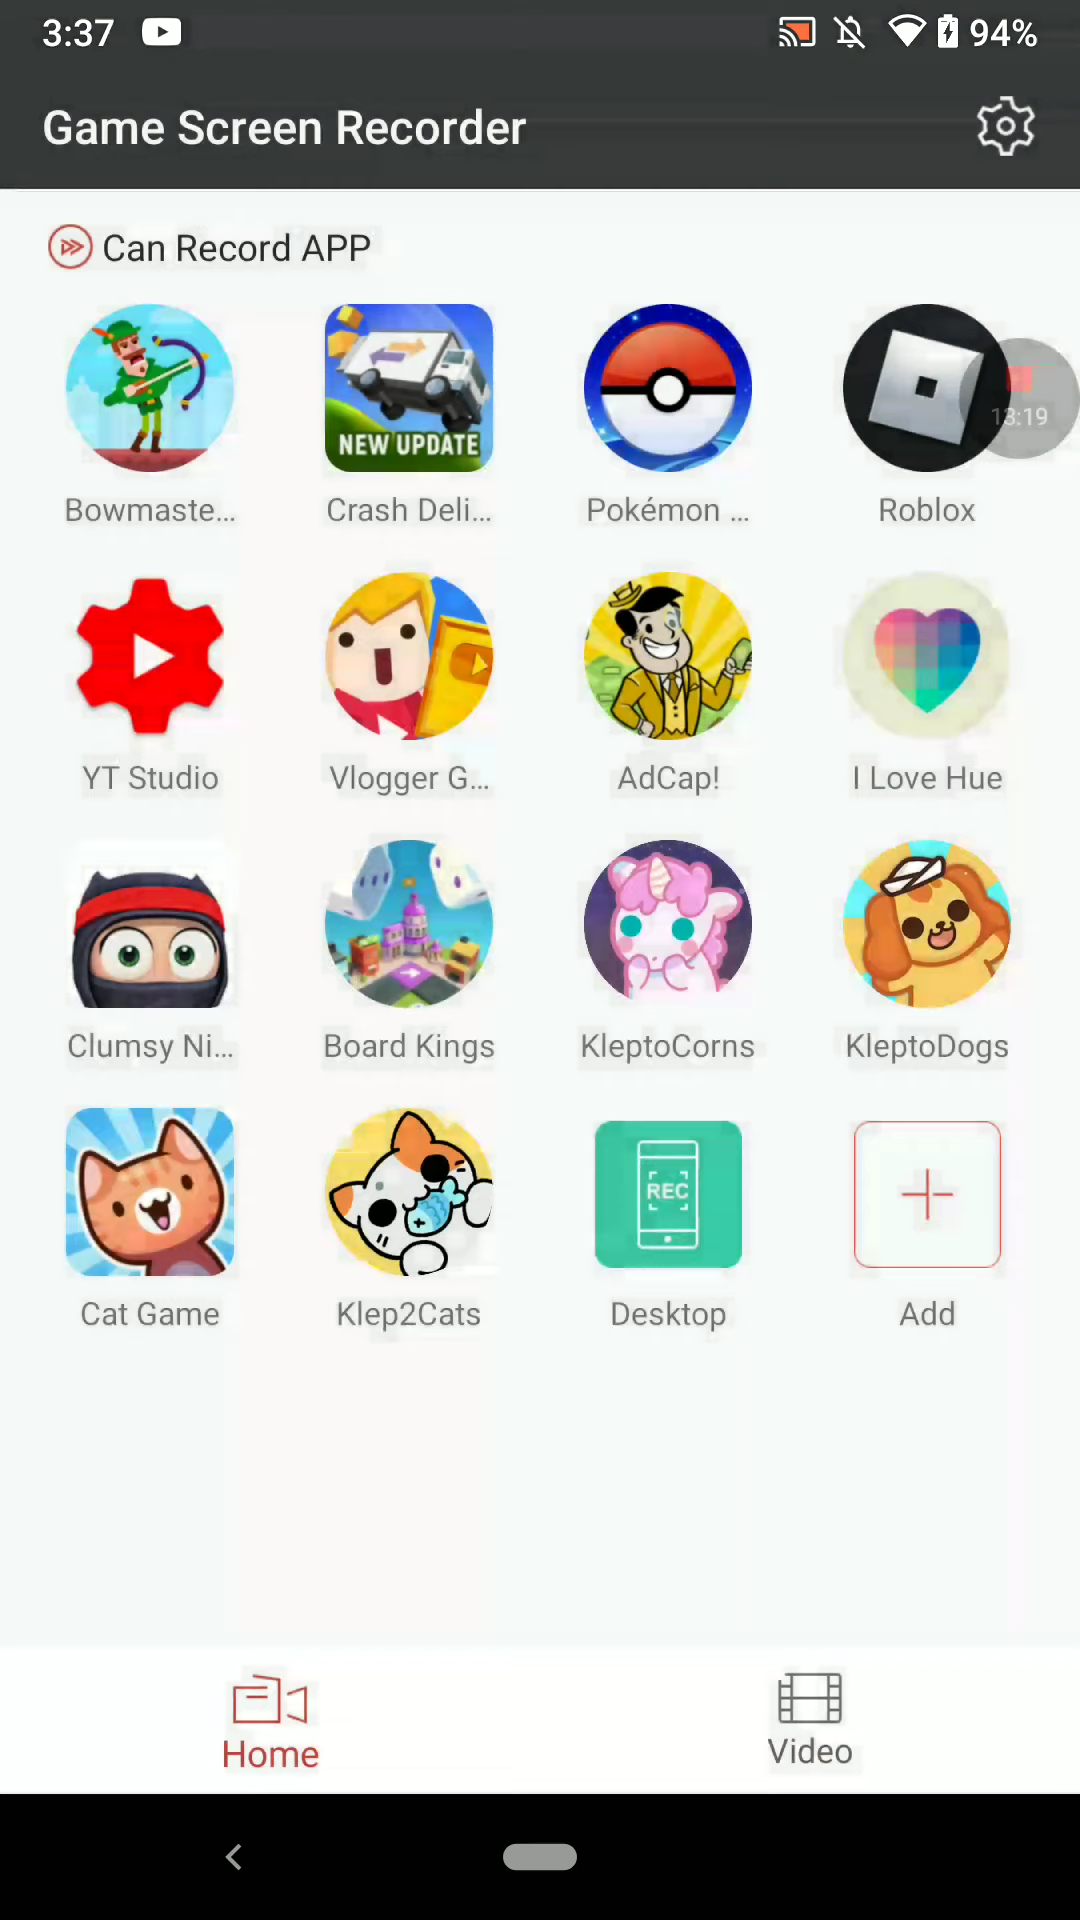 3:37
94%
Game Screen Recorder
Can Record APP
NEW UPDATE
13:19
Bowmaste...
Crash Deli...
Pokémon ...
Roblox
YT Studio
Vlogger G...
AdCap!
I Love Hue
Clumsy Ni...
Board Kings
KleptoCorns
KleptoDogs
REC
Cat Game
Klep2Cats
Desktop
Add
Home
Video